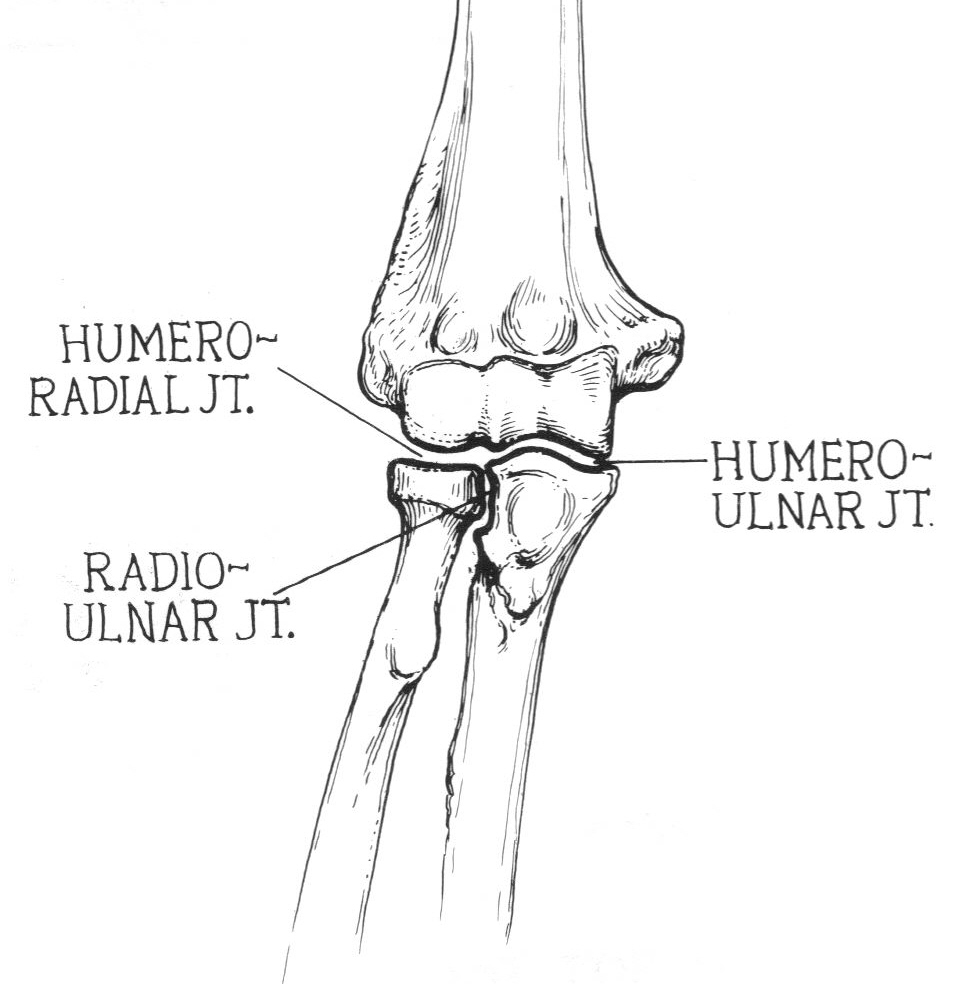 HUMERO~
RADIAL JT.
HUMERO~
ULNAR JT.
RADIO~
ULNAR JT.